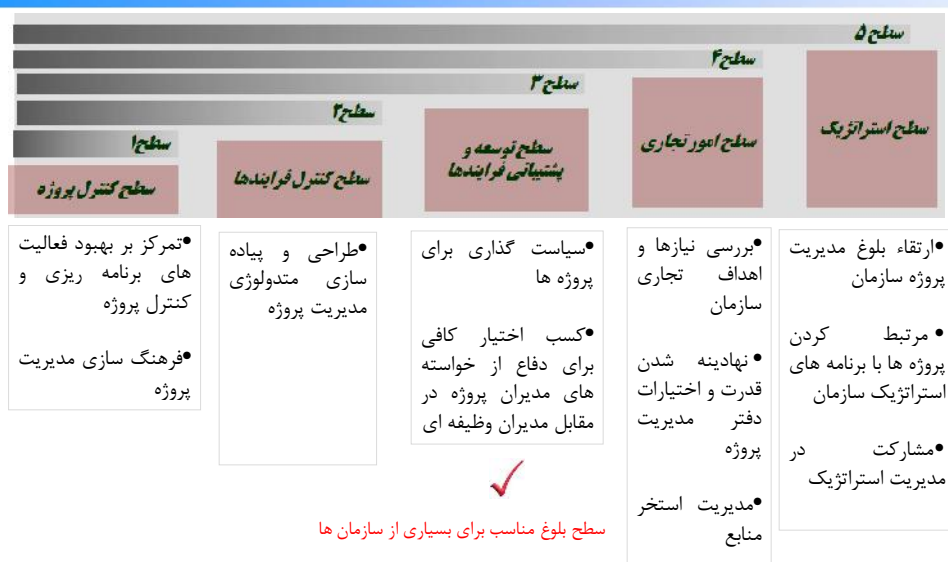 سطح ۵
سطح ۴
سطح ۳
سطح ۲
سطح ۱
سطح استراتژیک
سطح امور تجاری
سطح توسعه و
پشتیبانی فرایندها
سطح کنترل فرایندها
سطح کنترل پروژه
•ارتقاء بلوغ مدیریت
پروژه سازمان
•مرتبط کردن
پروژه ها با برنامه های
استراتژیک سازمان
•مشارکت در
مدیریت استراتژیک
•بررسی نیازها و
اهداف تجاری
سازمان
•نهادینه شدن
قدرت و اختیارات
دفتر مدیریت
پروژه
•مدیریت استخر
منابع
•سیاست گذاری برای
پروژه ها
•کسب اختیار کافی
برای دفاع از خواسته
های مدیران پروژه در
مقابل مدیران وظیفه ای
•طراحی و پیاده
سازی متدولوژی
مدیریت پروژه
•تمرکز بر بهبود فعالیت
های برنامه ریزی و
کنترل پروژه
•فرهنگ سازی مدیریت
پروژه
سطح بلوغ مناسب برای بسیاری از سازمان ها